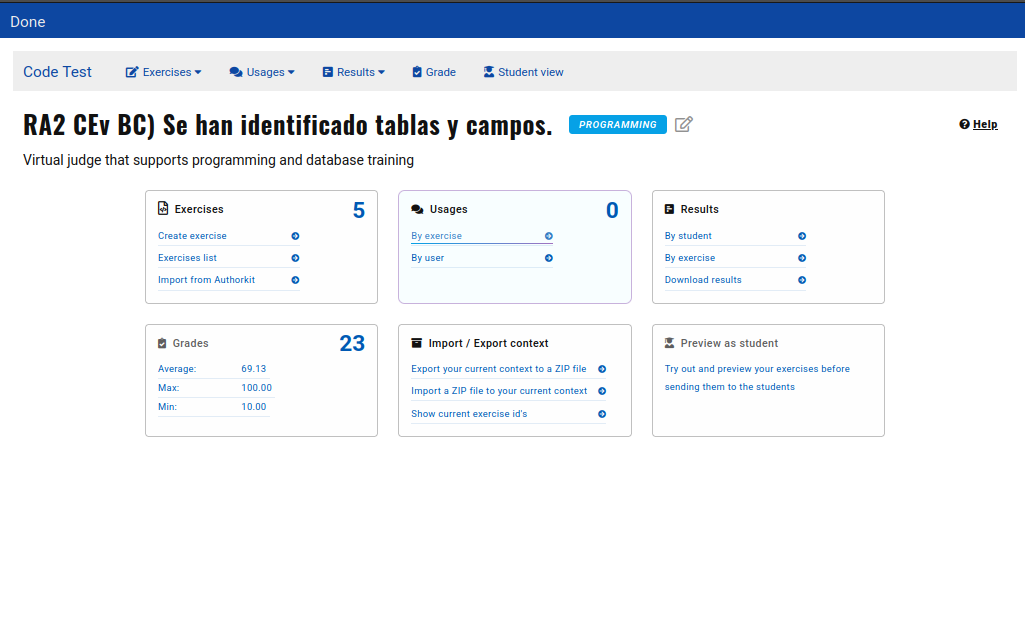 Done
Code Test Exercises Usages Results Grade Student view
RA2 CEv BC) Se han identificado tablas y campos. PROGRAMMING Help
Virtual judge that supports programming and database training
Exercises 5
Create exercise
Exercises list
Import from Authorkit
Usages 0
By exercise
By user
Results
By student
By exercise
Download results
Grades 23
Average: 69.13
Max: 100.00
Min: 10.00
Import / Export context
Export your current context to a ZIP file
Import a ZIP file to your current context
Show current exercise id's
Preview as student
Try out and preview your exercises before
sending them to the students